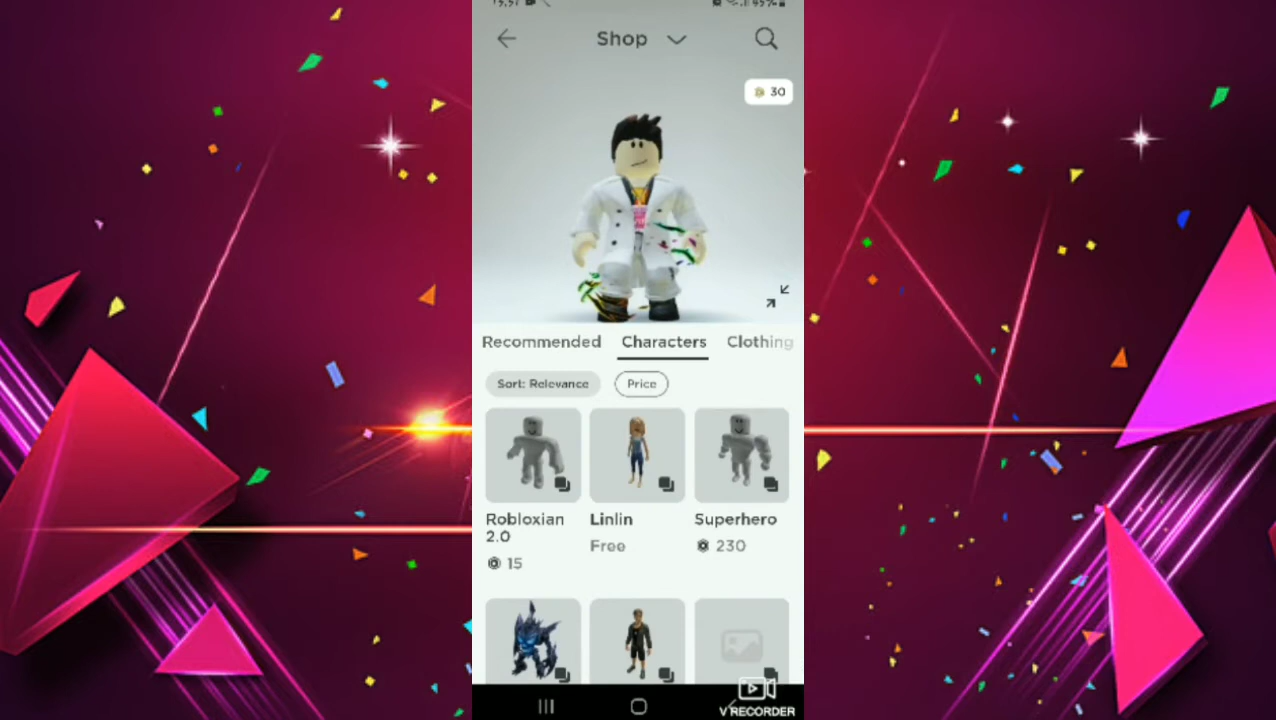 Shop
30
Recommended Characters Clothing
Sort: Relevance Price
Robloxian 2.0
15
Linlin
Free
Superhero
230
V RECORDER